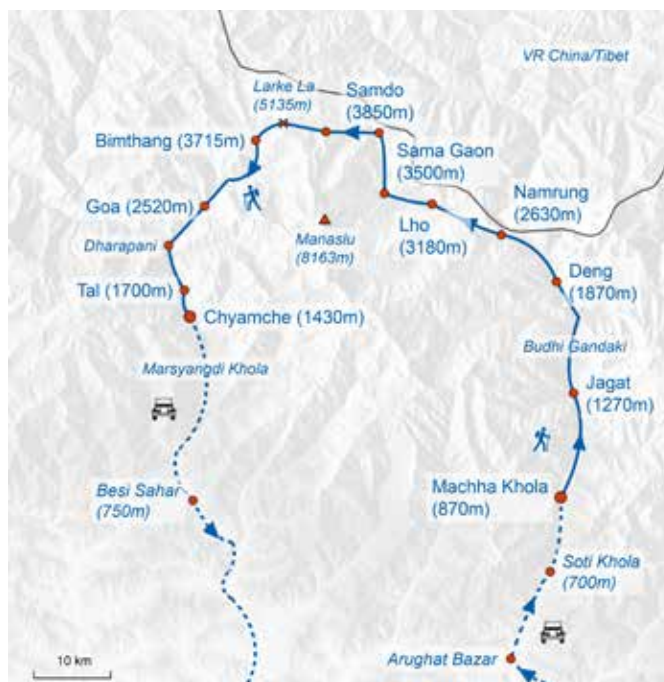 VR China/Tibet
Larke La
(5135m)
Samdo
(3850m)
Bimthang (3715m)
Sama Gaon
(3500m)
Namrung
(2630m)
Goa (2520m)
Manaslu
(8163m)
Lho
(3180m)
Dharapani
Deng
(1870m)
Tal (1700m)
Chyamche (1430m)
Budhi Gandaki
Marsyangdi Khola
Jagat
(1270m)
Besi Sahar
(750m)
Machha Khola
(870m)
Soti Khola
(700m)
Arughat Bazar
10 km